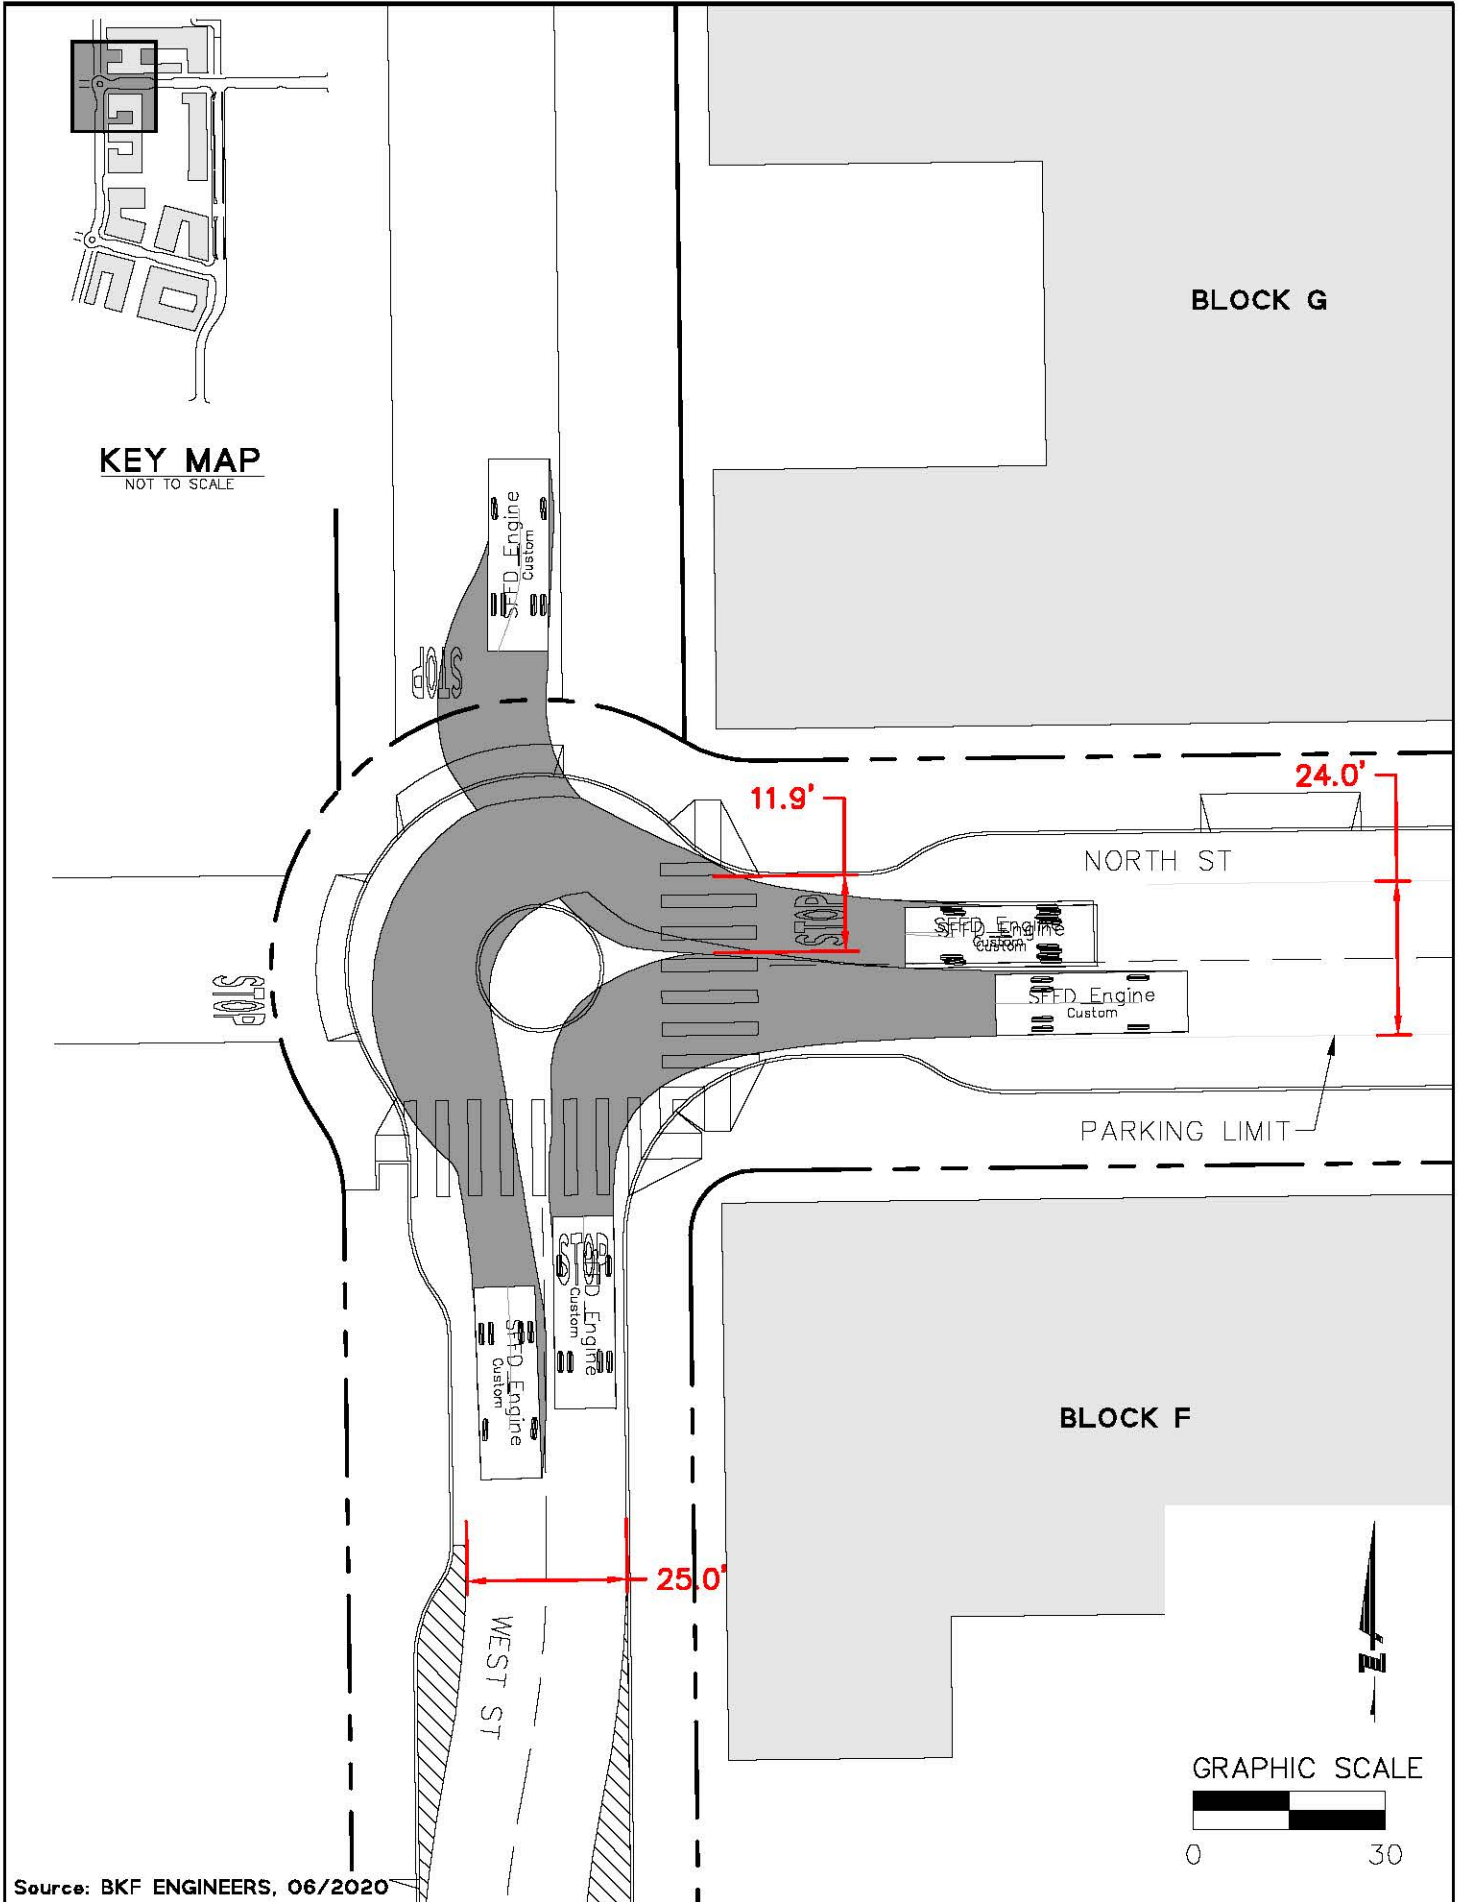 KEY MAP
NOT TO SCALE
BLOCK G
SFFD_Engine
Custom
STOP
11.9'
24.0'
NORTH ST
STOP
SFFD_Engine
Custom
SFFD_Engine
Custom
STOP
SFFD_Engine
Custom
PARKING LIMIT
STOP
SFFD_Engine
Custom
SFFD_Engine
Custom
BLOCK F
25.0'
WEST ST
GRAPHIC SCALE
0 30
Source: BKF ENGINEERS, 06/2020